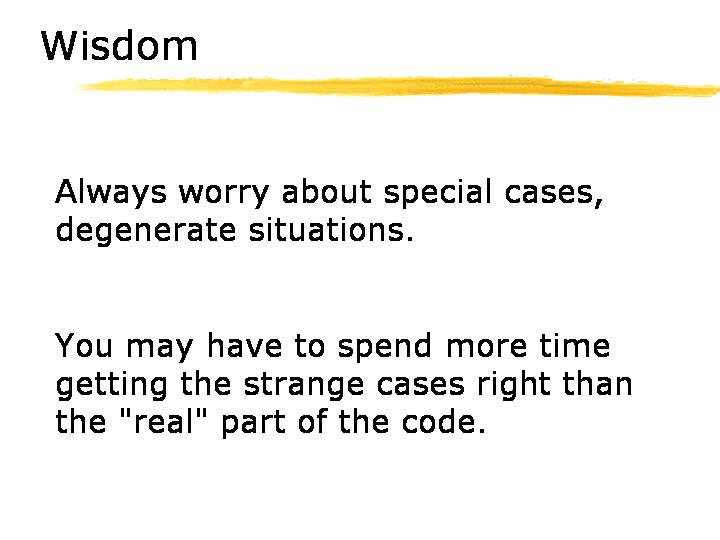 Wisdom
Always worry about special cases,
degenerate situations.
You may have to spend more time
getting the strange cases right than
the "real" part of the code.